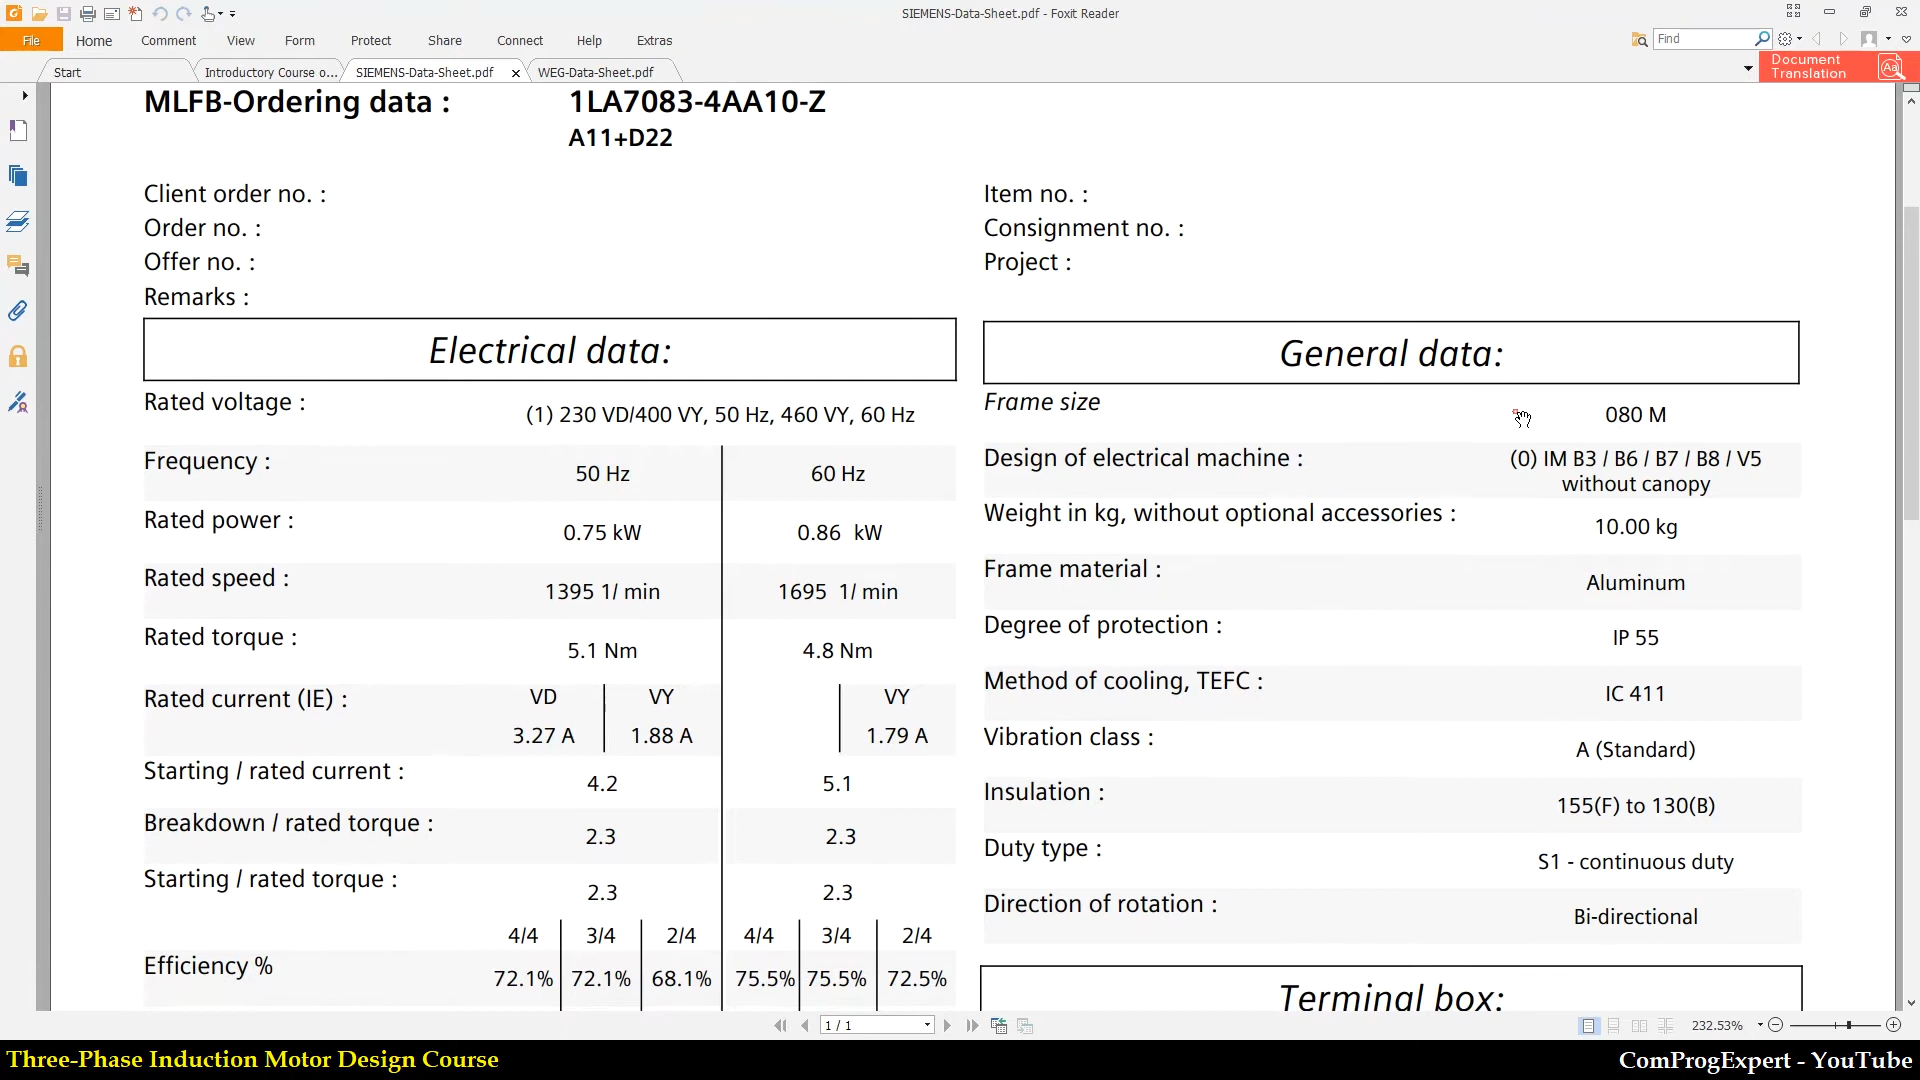 SIEMENS-Data-Sheet.pdf - Foxit Reader
File Home Comment View Form Protect Share Connect Help Extras
Find
Start Introductory Course o... SIEMENS-Data-Sheet.pdf WEG-Data-Sheet.pdf
Document
Translation
MLFB-Ordering data : 1LA7083-4AA10-Z
A11+D22
Client order no. :
Order no. :
Offer no. :
Remarks :
Item no. :
Consignment no. :
Project :
Electrical data:
Rated voltage : (1) 230 VD/400 VY, 50 Hz, 460 VY, 60 Hz
Frequency : 50 Hz 60 Hz
Rated power : 0.75 kW 0.86 kW
Rated speed : 1395 1/ min 1695 1/ min
Rated torque : 5.1 Nm 4.8 Nm
Rated current (IE) : VD VY VY
3.27 A 1.88 A 1.79 A
Starting / rated current : 4.2 5.1
Breakdown / rated torque : 2.3 2.3
Starting / rated torque : 2.3 2.3
4/4 3/4 2/4 4/4 3/4 2/4
Efficiency % 72.1% 72.1% 68.1% 75.5% 75.5% 72.5%
General data:
Frame size 080 M
Design of electrical machine : (0) IM B3 / B6 / B7 / B8 / V5
without canopy
Weight in kg, without optional accessories : 10.00 kg
Frame material : Aluminum
Degree of protection : IP 55
Method of cooling, TEFC : IC 411
Vibration class : A (Standard)
Insulation : 155(F) to 130(B)
Duty type : S1 - continuous duty
Direction of rotation : Bi-directional
Terminal box:
1 / 1
232.53%
Three-Phase Induction Motor Design Course
ComProgExpert - YouTube